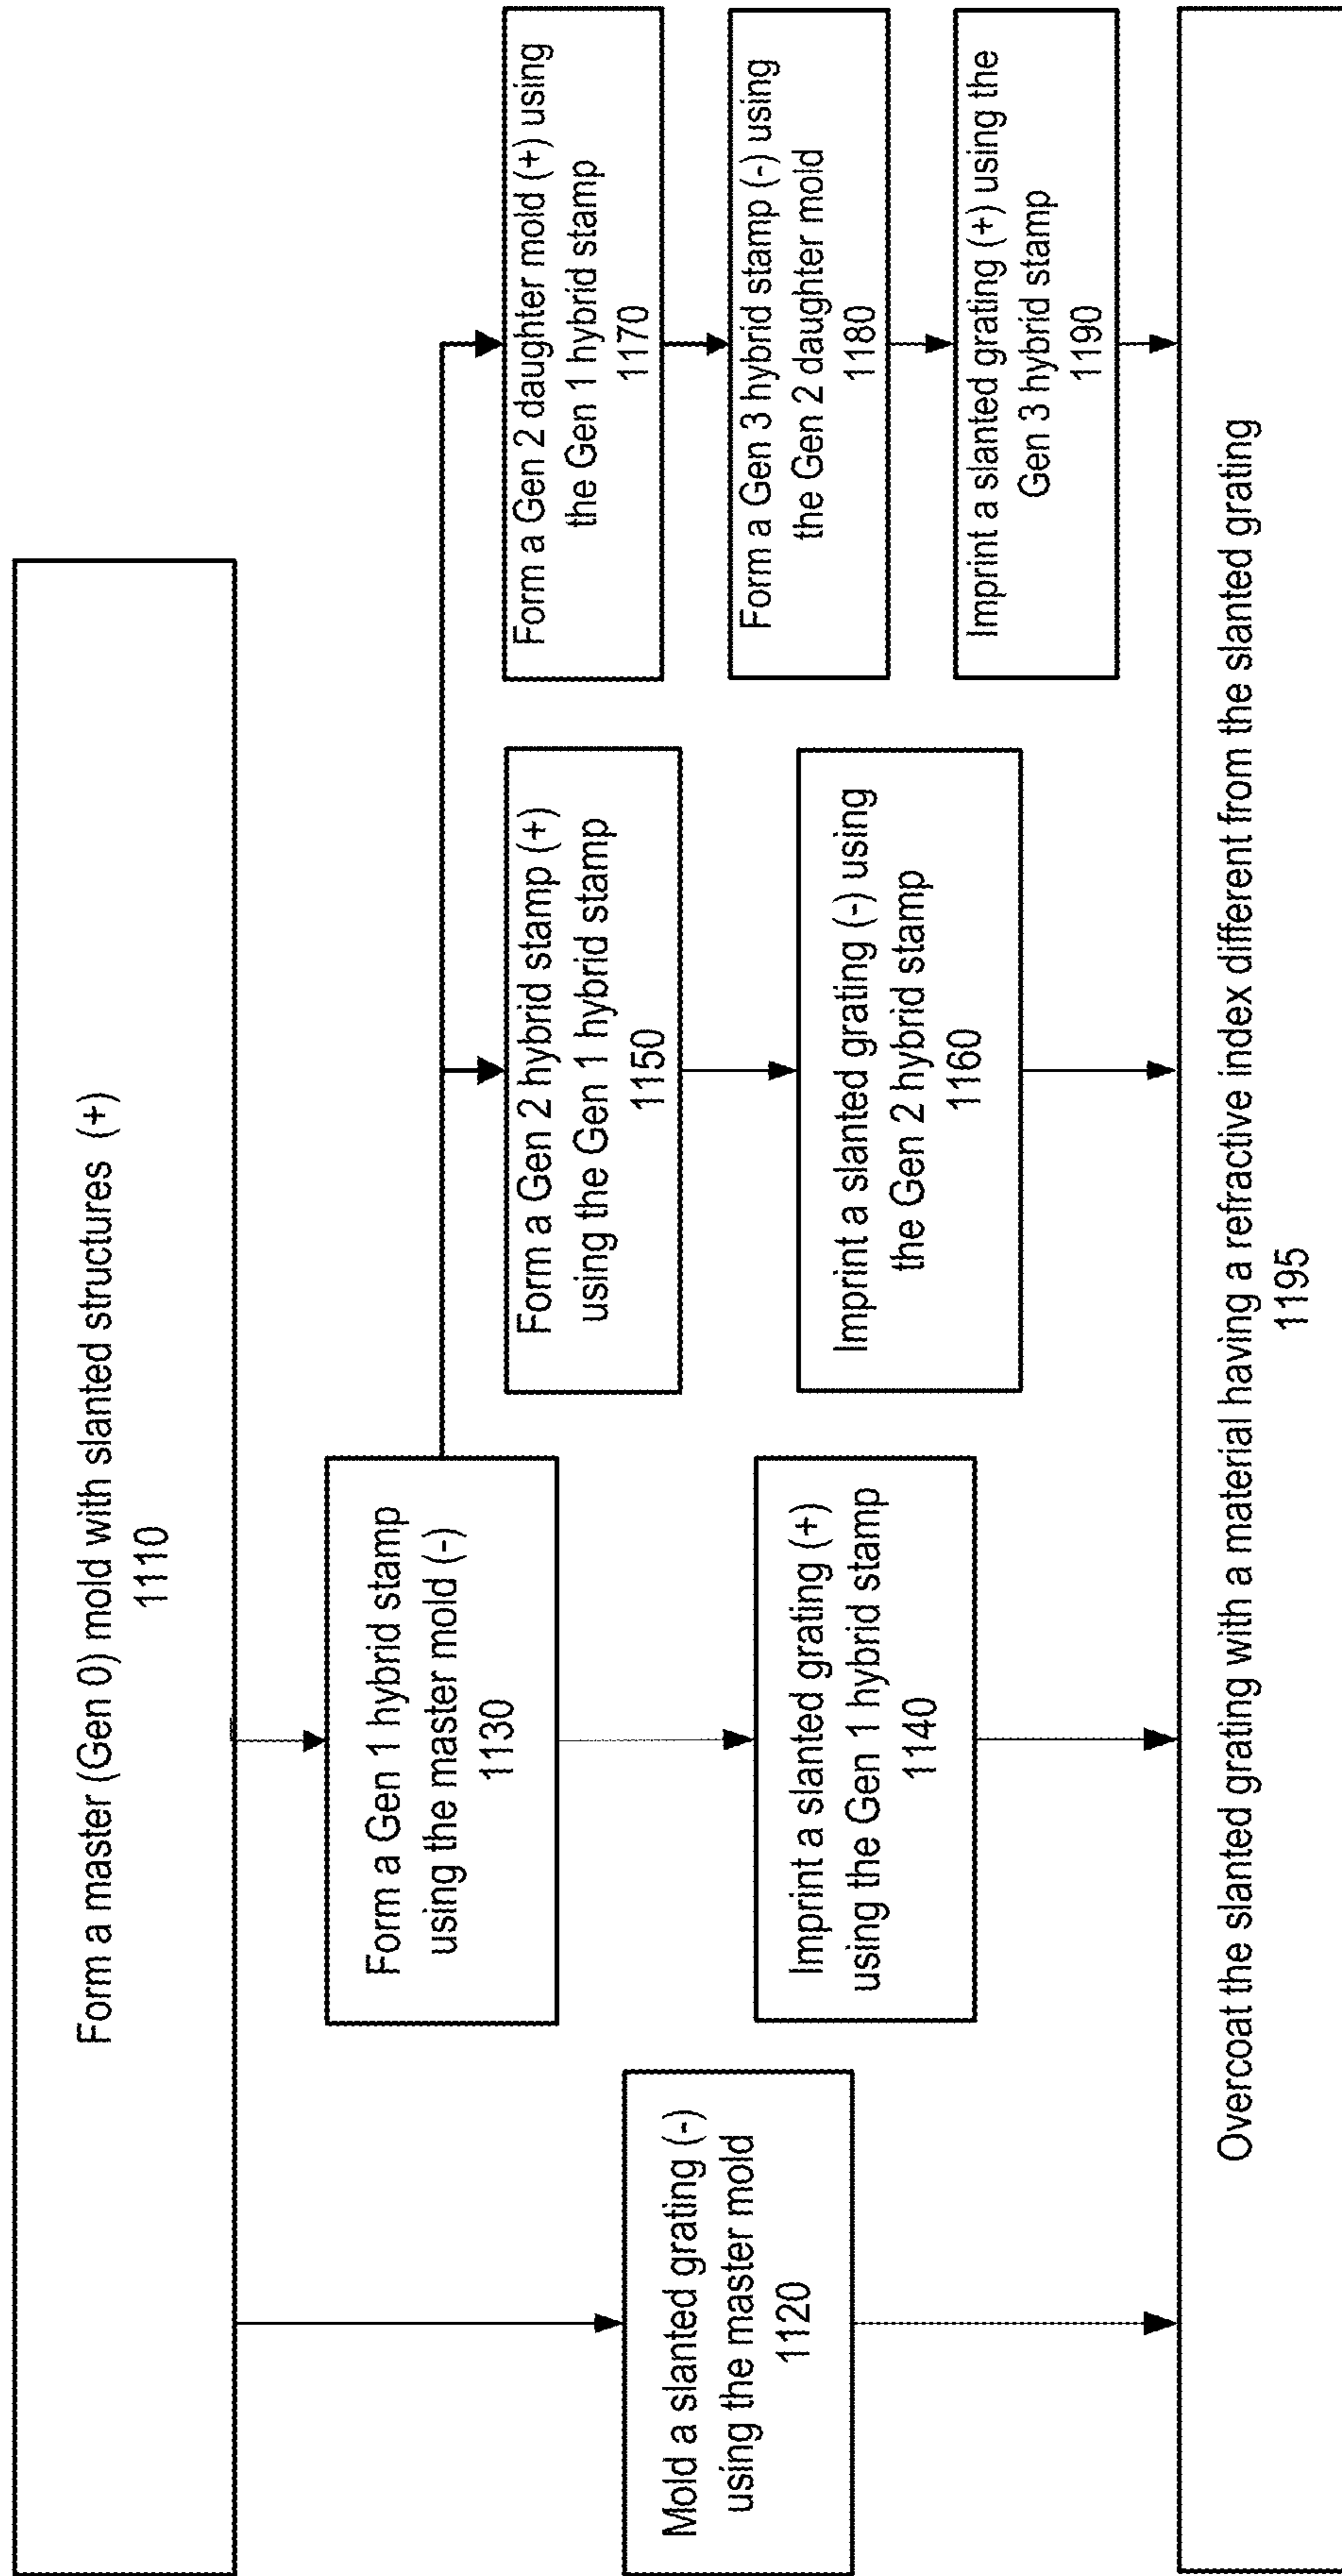 Form a master (Gen 0) mold with slanted structures (+)
1110
Mold a slanted grating (-)
using the master mold
1120
Form a Gen 1 hybrid stamp
using the master mold (-)
1130
Imprint a slanted grating (+)
using the Gen 1 hybrid stamp
1140
Form a Gen 2 hybrid stamp (+)
using the Gen 1 hybrid stamp
1150
Imprint a slanted grating (-) using
the Gen 2 hybrid stamp
1160
Form a Gen 2 daughter mold (+) using
the Gen 1 hybrid stamp
1170
Form a Gen 3 hybrid stamp (-) using
the Gen 2 daughter mold
1180
Imprint a slanted grating (+) using the
Gen 3 hybrid stamp
1190
Overcoat the slanted grating with a material having a refractive index different from the slanted grating
1195